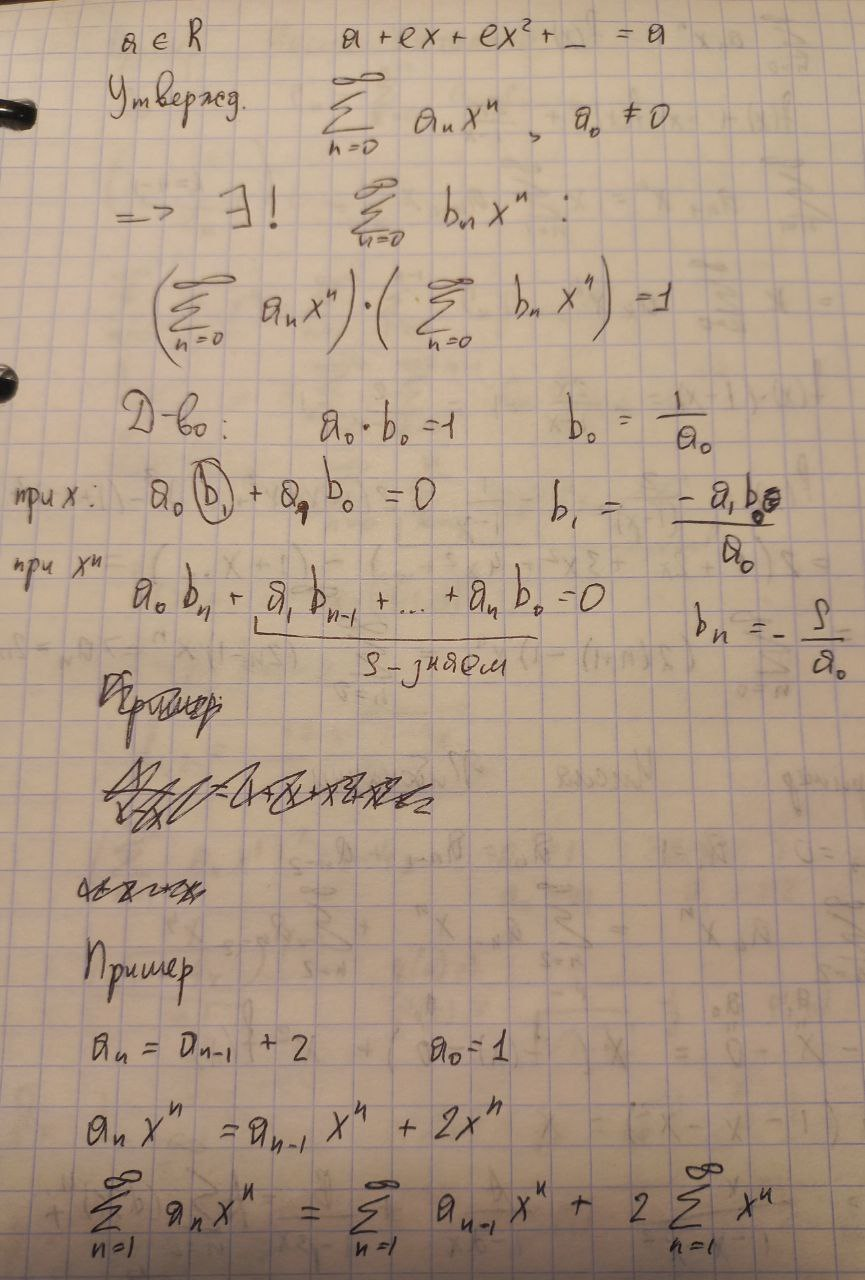 a ∈ R a + ex + ex² + _ = a
Утвержд. ∞ ∑ n=0 aₙxⁿ , a₀ ≠ 0
=> ∃! ∞ ∑ n=0 bₙxⁿ :
(∞ ∑ n=0 aₙxⁿ)·(∞ ∑ n=0 bₙxⁿ) = 1
Д-во: a₀·b₀ = 1 b₀ = 1/a₀
при x: a₀b₁ + a₁b₀ = 0 b₁ = -a₁b₀/a₀
при xⁿ a₀bₙ + a₁bₙ₋₁ + ... + aₙb₀ = 0 bₙ = - S/a₀
S - знаем
Пример
aₙ = aₙ₋₁ + 2 a₀ = 1
aₙxⁿ = aₙ₋₁xⁿ + 2xⁿ
∞ ∑ n=1 aₙxⁿ = ∞ ∑ n=1 aₙ₋₁xⁿ + 2 ∞ ∑ n=1 xⁿ